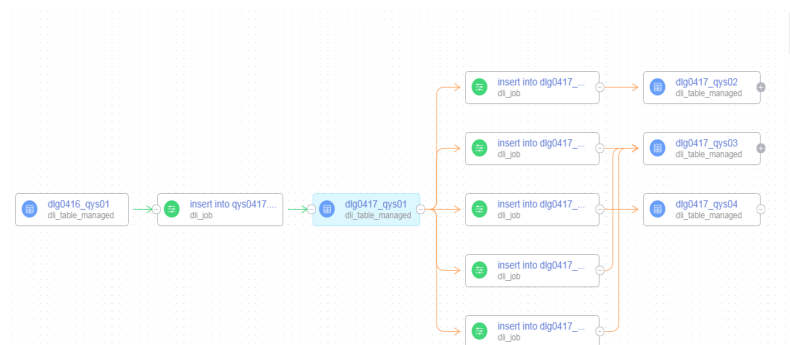 dlg0416_qys01
dli_table_managed
insert into qys0417....
dli_job
dlg0417_qys01
dli_table_managed
insert into dlg0417_...
dli_job
dlg0417_qys02
dli_table_managed
insert into dlg0417_...
dli_job
dlg0417_qys03
dli_table_managed
insert into dlg0417_...
dli_job
dlg0417_qys04
dli_table_managed
insert into dlg0417_...
dli_job
insert into dlg0417_...
dli_job